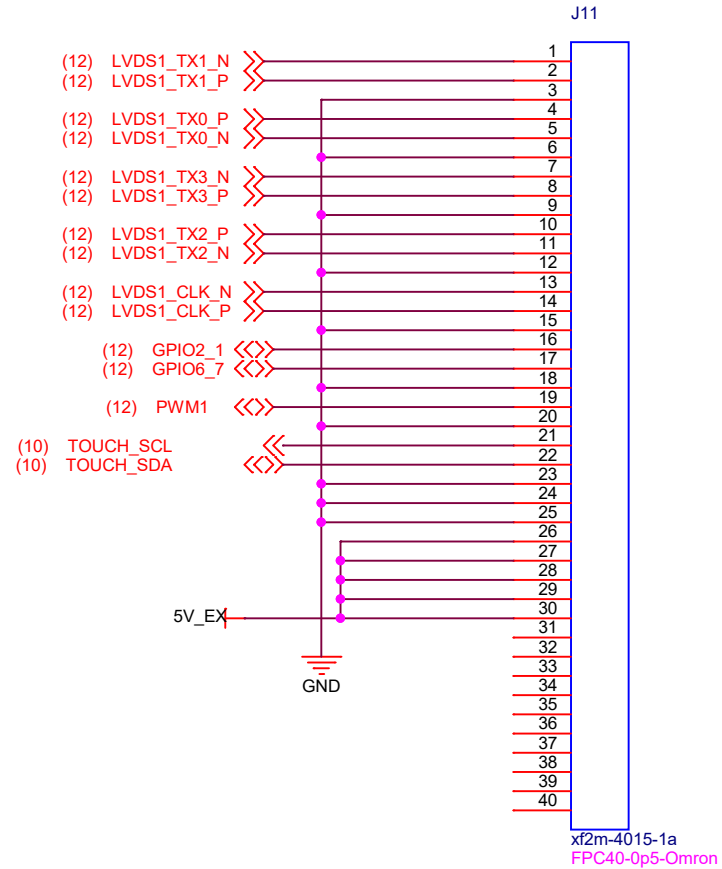 J11
(12) LVDS1_TX1_N 1
(12) LVDS1_TX1_P 2
3
(12) LVDS1_TX0_P 4
(12) LVDS1_TX0_N 5
6
(12) LVDS1_TX3_N 7
(12) LVDS1_TX3_P 8
9
(12) LVDS1_TX2_P 10
(12) LVDS1_TX2_N 11
12
(12) LVDS1_CLK_N 13
(12) LVDS1_CLK_P 14
15
(12) GPIO2_1 16
(12) GPIO6_7 17
18
(12) PWM1 19
20
(10) TOUCH_SCL 21
(10) TOUCH_SDA 22
23
24
25
26
27
28
29
5V_EX 30
31
32
33
GND 34
35
36
37
38
39
40
xf2m-4015-1a
FPC40-0p5-Omron